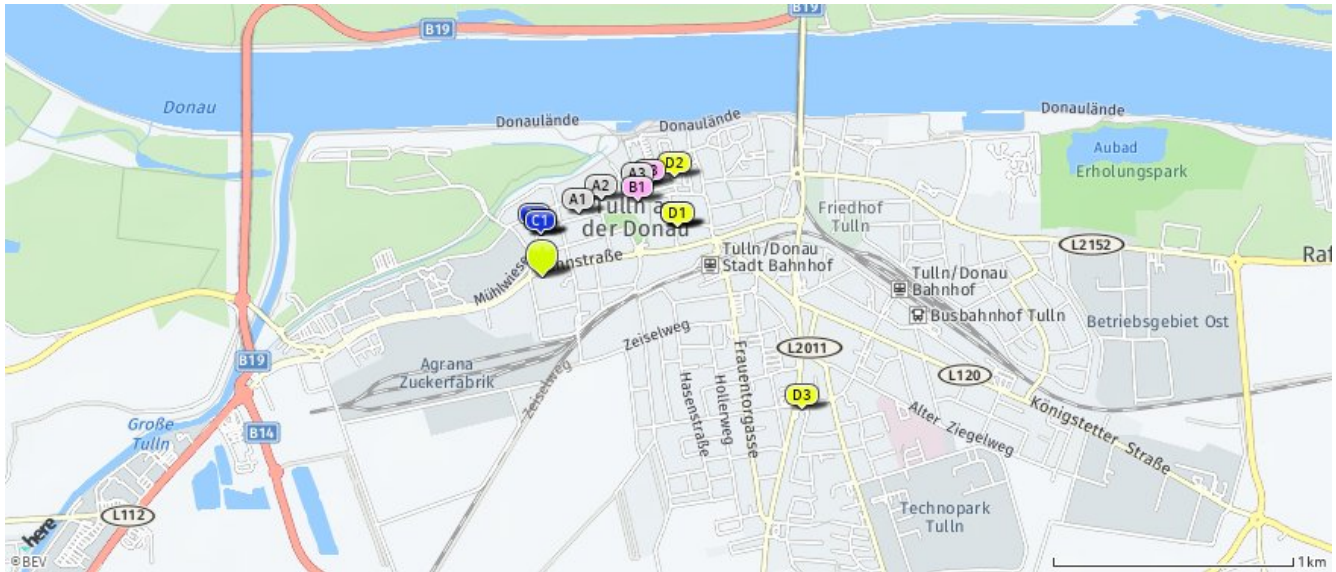 B19
B19
Donau
Donaulände
Donaulände
Donaulände
Aubad
Erholungspark
D2
A3
B1
A2
A1
C1
D1
Tulln a
der Donau
Friedhof
Tulln
L2152
Raf
Tulln/Donau
Stadt Bahnhof
Tulln/Donau
Bahnhof
Busbahnhof Tulln
Betriebsgebiet Ost
nnstraße
Mühlwiese
Zeiselweg
Zeiselweg
Agrana
Zuckerfabrik
B19
L2011
L120
D3
Hasenstraße
Hollerweg
Frauentorgasse
Alter Ziegelweg
Königstetter Straße
Große
Tulln
B14
L112
Technopark
Tulln
here
©BEV
1km